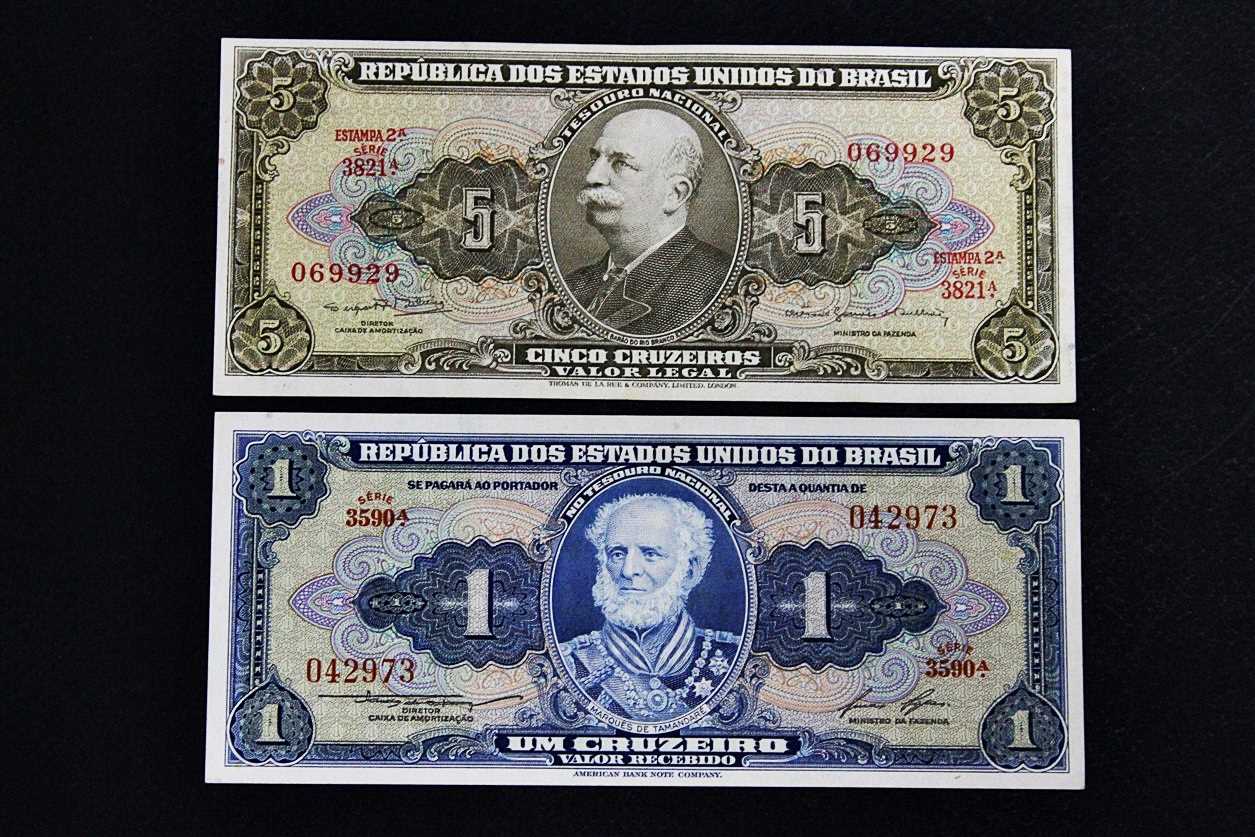 5 REPÚBLICA DOS ESTADOS UNIDOS DO BRASIL 5
TESOURO NACIONAL
ESTAMPA 2ª
SÉRIE
3821ª
069929
5 5 5 5
069929
ESTAMPA 2ª
SÉRIE
3821ª
DIRETOR
CAIXA DE AMORTIZAÇÃO
MINISTRO DA FAZENDA
BARÃO DO RIO BRANCO
5 CINCO CRUZEIROS 5
VALOR LEGAL
THOMAS DE LA RUE & COMPANY, LIMITED, LONDON.
1 REPÚBLICA DOS ESTADOS UNIDOS DO BRASIL 1
SE PAGARÁ AO PORTADOR NO TESOURO NACIONAL DESTA A QUANTIA DE
SÉRIE
3590ª
042973
1 1 1 1
042973
SÉRIE
3590ª
DIRETOR
CAIXA DE AMORTIZAÇÃO
MINISTRO DA FAZENDA
MARQUÊS DE TAMANDARÉ
1 UM CRUZEIRO 1
VALOR RECEBIDO
AMERICAN BANK NOTE COMPANY.